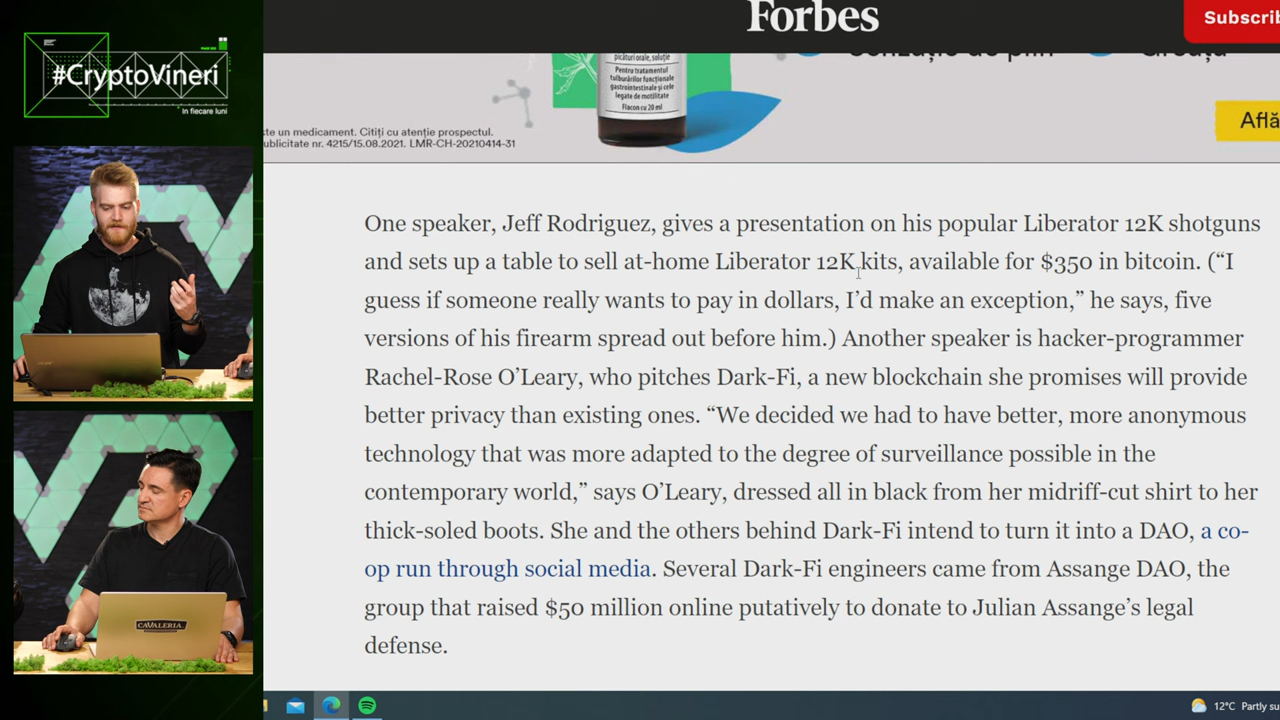 #CryptoVineri
In fiecare luni
CAVALERIA
Forbes
picături orale, soluție
Pentru tratamentul
tulburărilor funcționale
gastrointestinale și cele
legate de motilitate
Flacon cu 20 ml
ste un medicament. Citiți cu atenție prospectul.
ublicitate nr. 4215/15.08.2021. LMR-CH-20210414-31
One speaker, Jeff Rodriguez, gives a presentation on his popular Liberator 12K shotguns
and sets up a table to sell at-home Liberator 12K kits, available for $350 in bitcoin. (“I
guess if someone really wants to pay in dollars, I’d make an exception,” he says, five
versions of his firearm spread out before him.) Another speaker is hacker-programmer
Rachel-Rose O’Leary, who pitches Dark-Fi, a new blockchain she promises will provide
better privacy than existing ones. “We decided we had to have better, more anonymous
technology that was more adapted to the degree of surveillance possible in the
contemporary world,” says O’Leary, dressed all in black from her midriff-cut shirt to her
thick-soled boots. She and the others behind Dark-Fi intend to turn it into a DAO, a co-
op run through social media. Several Dark-Fi engineers came from Assange DAO, the
group that raised $50 million online putatively to donate to Julian Assange’s legal
defense.
12°C Partly su